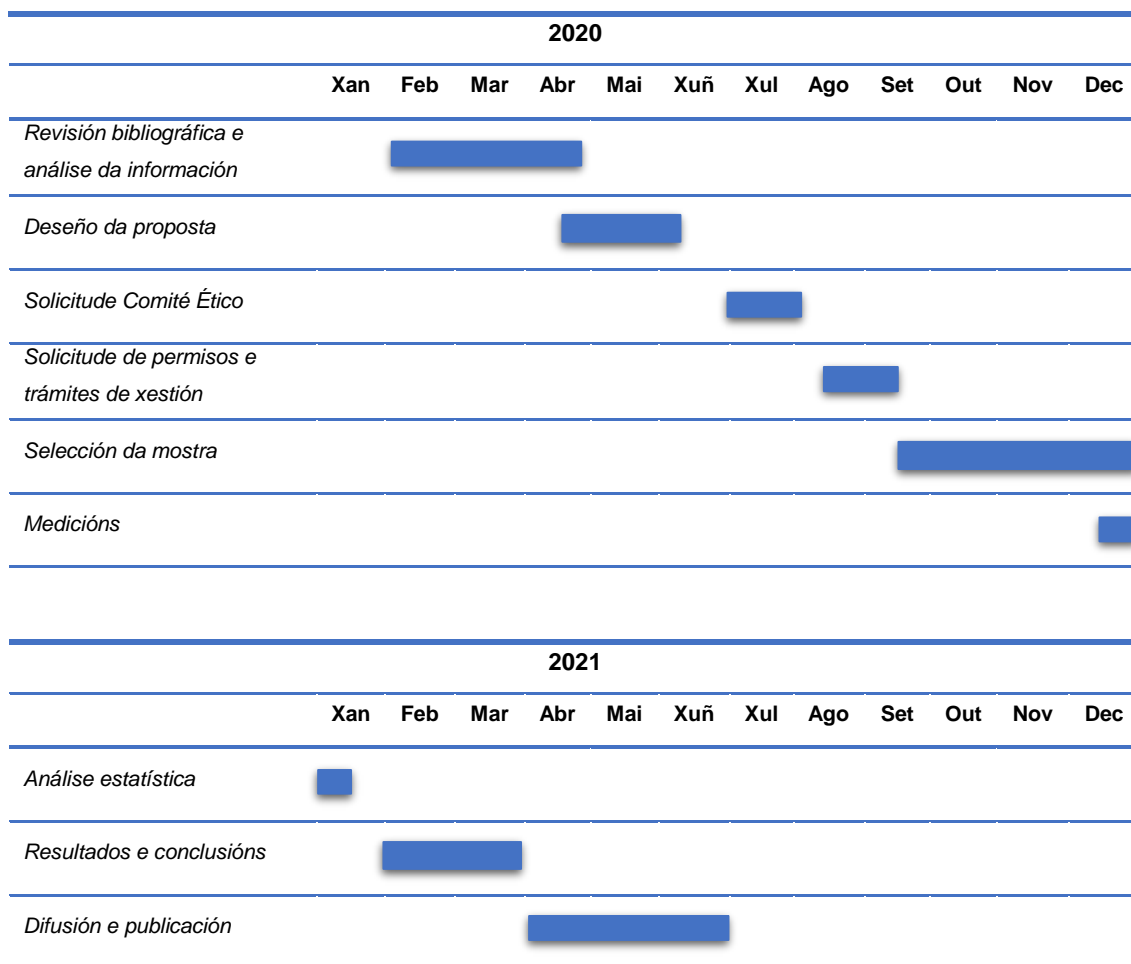 2020
Xan Feb Mar Abr Mai Xuñ Xul Ago Set Out Nov Dec
Revisión bibliográfica e
análise da información
Deseño da proposta
Solicitude Comité Ético
Solicitude de permisos e
trámites de xestión
Selección da mostra
Medicións
2021
Xan Feb Mar Abr Mai Xuñ Xul Ago Set Out Nov Dec
Análise estatística
Resultados e conclusións
Difusión e publicación